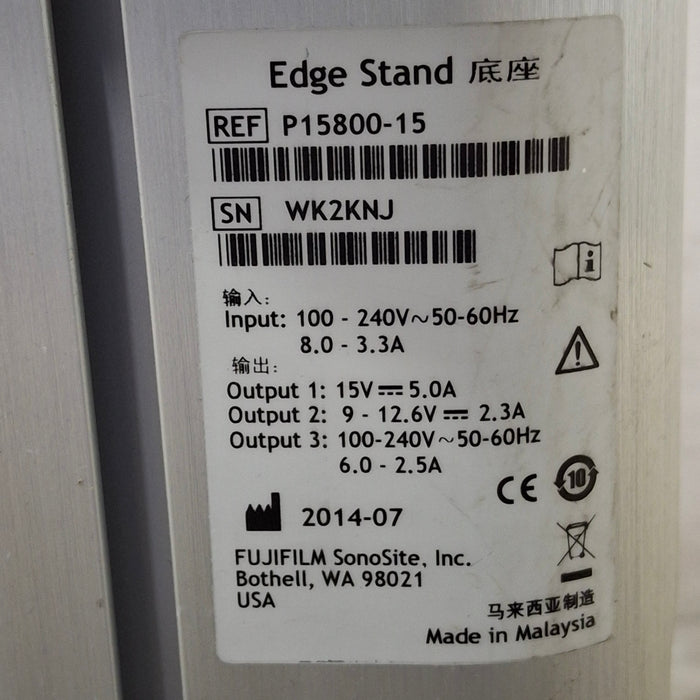 Edge Stand 底座
REF P15800-15
SN WK2KNJ
输入:
Input: 100 - 240V～50-60Hz
8.0 - 3.3A
输出:
Output 1: 15V⎓5.0A
Output 2: 9 - 12.6V⎓2.3A
Output 3: 100-240V～50-60Hz
6.0 - 2.5A
CE 10
2014-07
FUJIFILM SonoSite, Inc.
Bothell, WA 98021
USA
马来西亚制造
Made in Malaysia